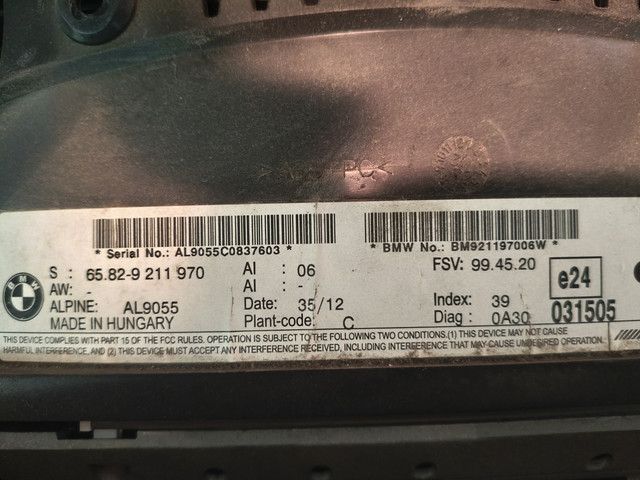 >ABS+PC<
* Serial No.: AL9055C0837603 *
* BMW No.: BM921197006W *
BMW
S : 65.82-9 211 970 AI : 06 FSV: 99.45.20 e24
AW: - AI : -
ALPINE: AL9055 Date: 35/12 Index: 39 031505
MADE IN HUNGARY Plant-code: C Diag : 0A30
THIS DEVICE COMPLIES WITH PART 15 OF THE FCC RULES. OPERATION IS SUBJECT TO THE FOLLOWING TWO CONDITIONS.(1) THIS DEVICE MAY NOT CAUSE
HARMFUL INTERFERENCE, AND (2) THIS DEVICE MUST ACCEPT ANY INTERFERENCE RECEIVED, INCLUDING INTERFERENCE THAT MAY CAUSE UNDESIRED OPERATION.